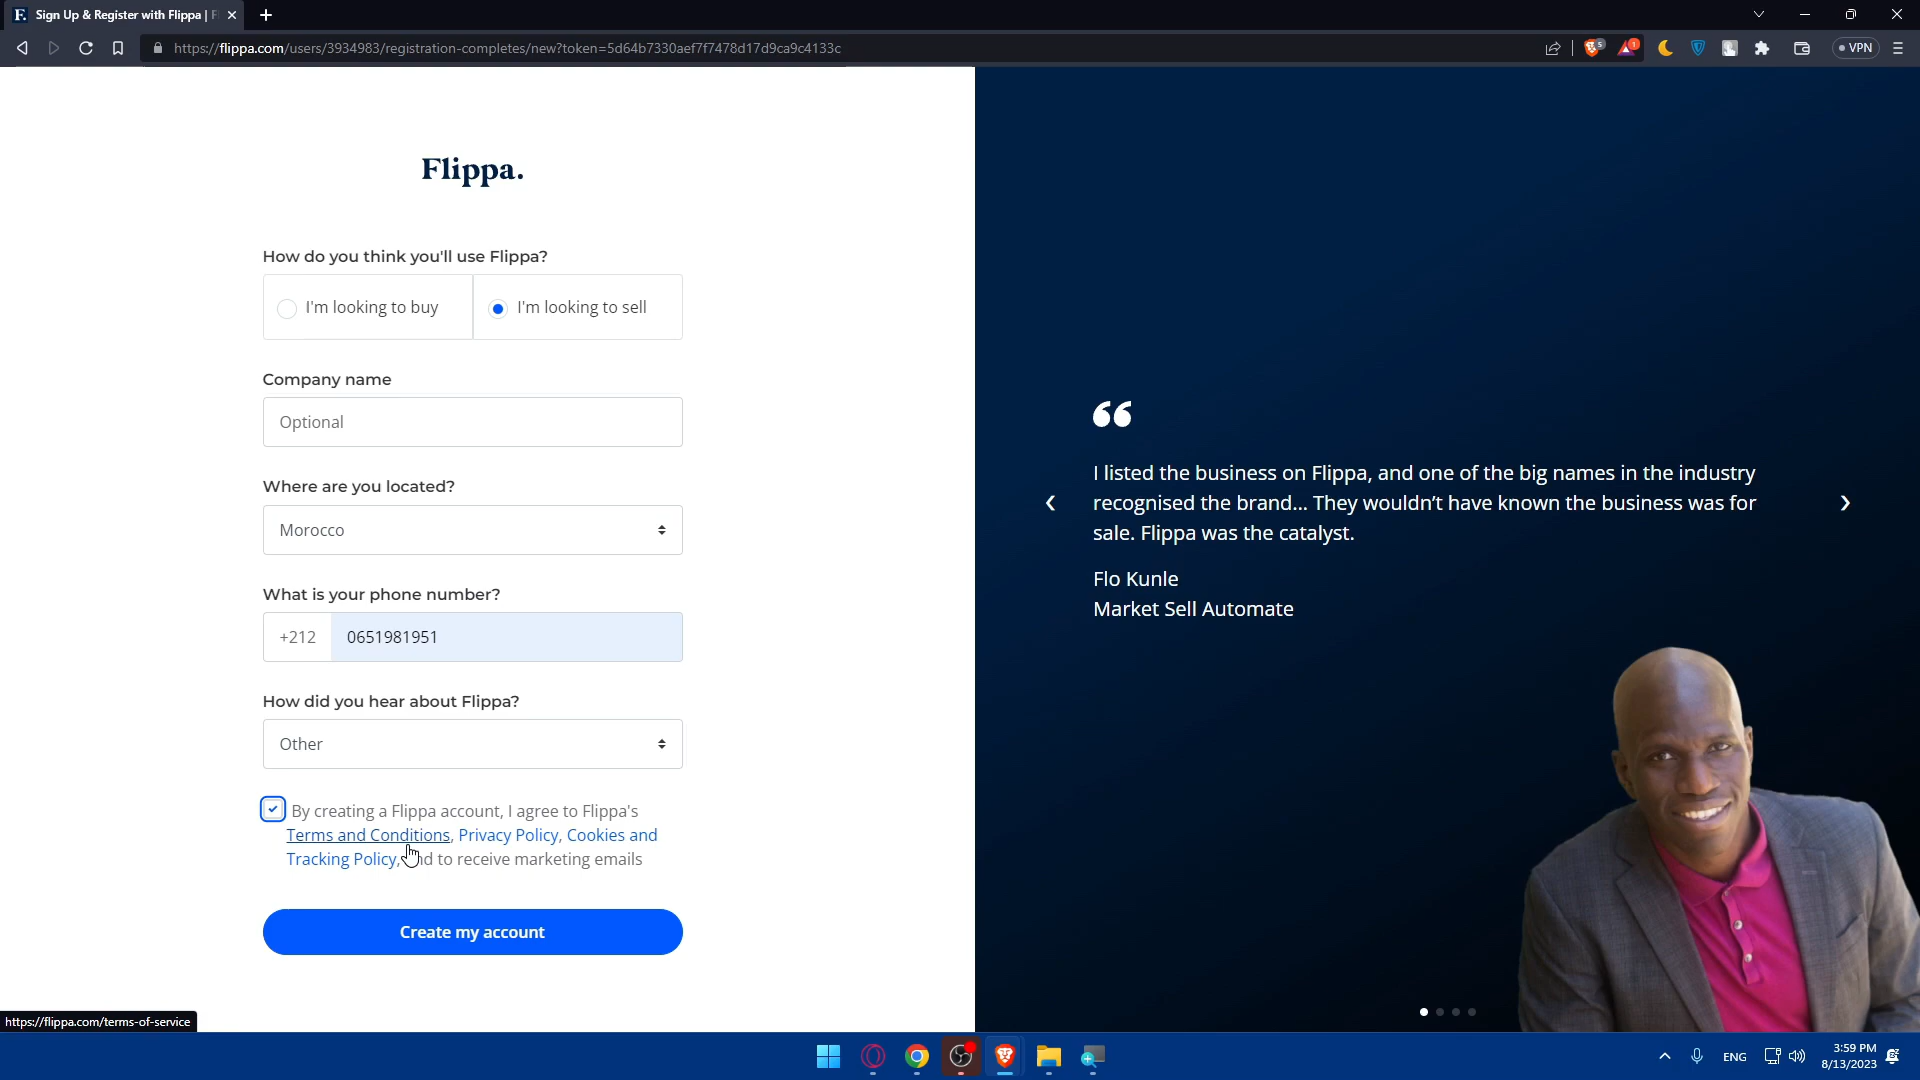 F. Sign Up & Register with Flippa |
https://flippa.com/users/3934983/registration-completes/new?token=5d64b7330aef7f7478d17d9ca9c4133c
5
1
VPN
Flippa.
How do you think you'll use Flippa?
I'm looking to buy
I'm looking to sell
Company name
Optional
Where are you located?
Morocco
What is your phone number?
+212 0651981951
How did you hear about Flippa?
Other
By creating a Flippa account, I agree to Flippa's
Terms and Conditions, Privacy Policy, Cookies and
Tracking Policy, and to receive marketing emails
Create my account
“
I listed the business on Flippa, and one of the big names in the industry
recognised the brand... They wouldn’t have known the business was for
sale. Flippa was the catalyst.
Flo Kunle
Market Sell Automate
https://flippa.com/terms-of-service
ENG
3:59 PM
8/13/2023